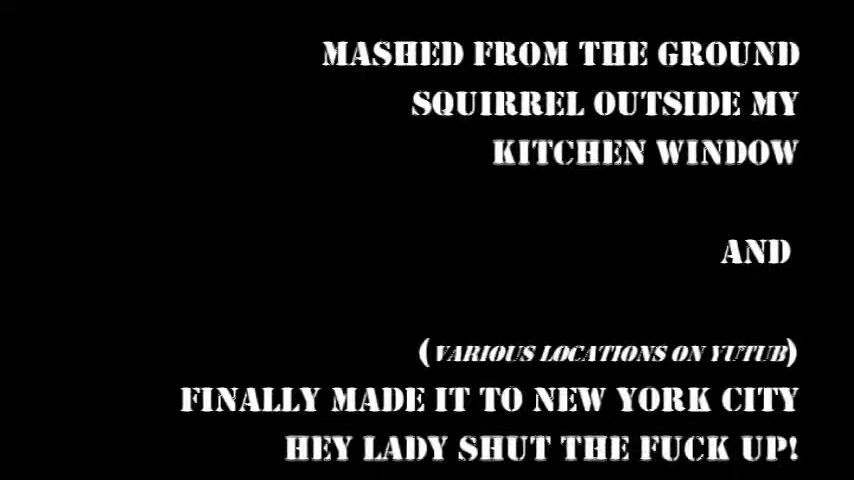 MASHED FROM THE GROUND
SQUIRREL OUTSIDE MY
KITCHEN WINDOW
AND
(VARIOUS LOCATIONS ON YUTUB)
FINALLY MADE IT TO NEW YORK CITY
HEY LADY SHUT THE FUCK UP!